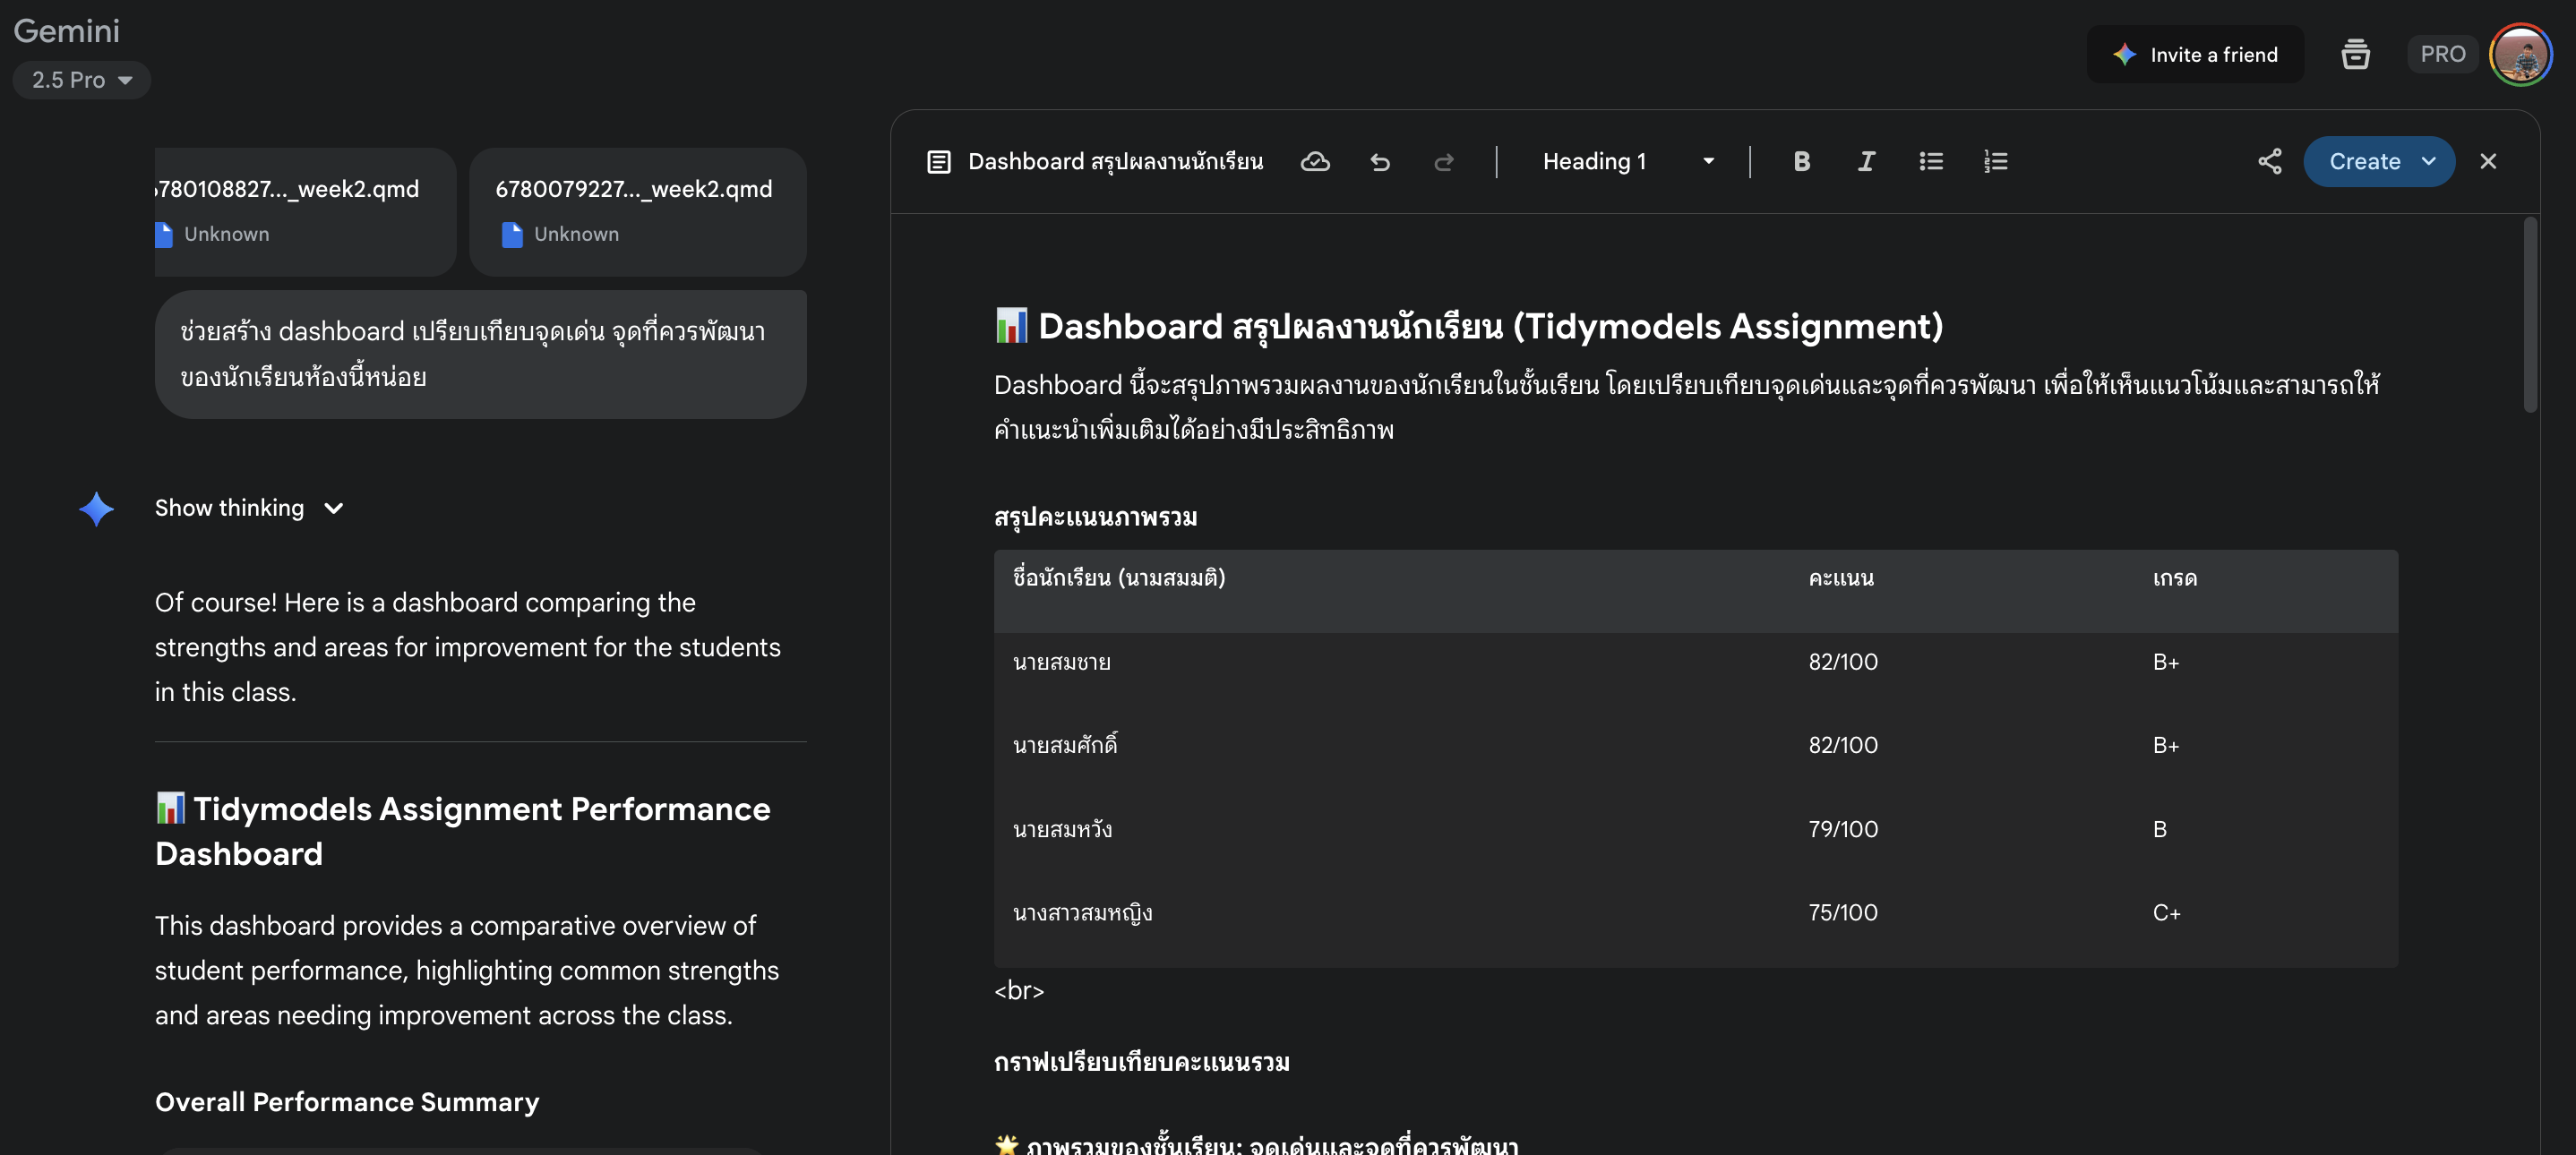 Gemini
2.5 Pro
Invite a friend
PRO
6780108827..._week2.qmd
Unknown
6780079227..._week2.qmd
Unknown
ช่วยสร้าง dashboard เปรียบเทียบจุดเด่น จุดที่ควรพัฒนา
ของนักเรียนห้องนี้หน่อย
Show thinking
Of course! Here is a dashboard comparing the
strengths and areas for improvement for the students
in this class.
📊 Tidymodels Assignment Performance
Dashboard
This dashboard provides a comparative overview of
student performance, highlighting common strengths
and areas needing improvement across the class.
Overall Performance Summary
Dashboard สรุปผลงานนักเรียน
Heading 1
B
I
Create
📊 Dashboard สรุปผลงานนักเรียน (Tidymodels Assignment)
Dashboard นี้จะสรุปภาพรวมผลงานของนักเรียนในชั้นเรียน โดยเปรียบเทียบจุดเด่นและจุดที่ควรพัฒนา เพื่อให้เห็นแนวโน้มและสามารถให้
คำแนะนำเพิ่มเติมได้อย่างมีประสิทธิภาพ
สรุปคะแนนภาพรวม
ชื่อนักเรียน (นามสมมติ) คะแนน เกรด
นายสมชาย 82/100 B+
นายสมศักดิ์ 82/100 B+
นายสมหวัง 79/100 B
นางสาวสมหญิง 75/100 C+
<br>
กราฟเปรียบเทียบคะแนนรวม
🌟 ภาพรวมของชั้นเรียน: จุดเด่นและจุดที่ควรพัฒนา